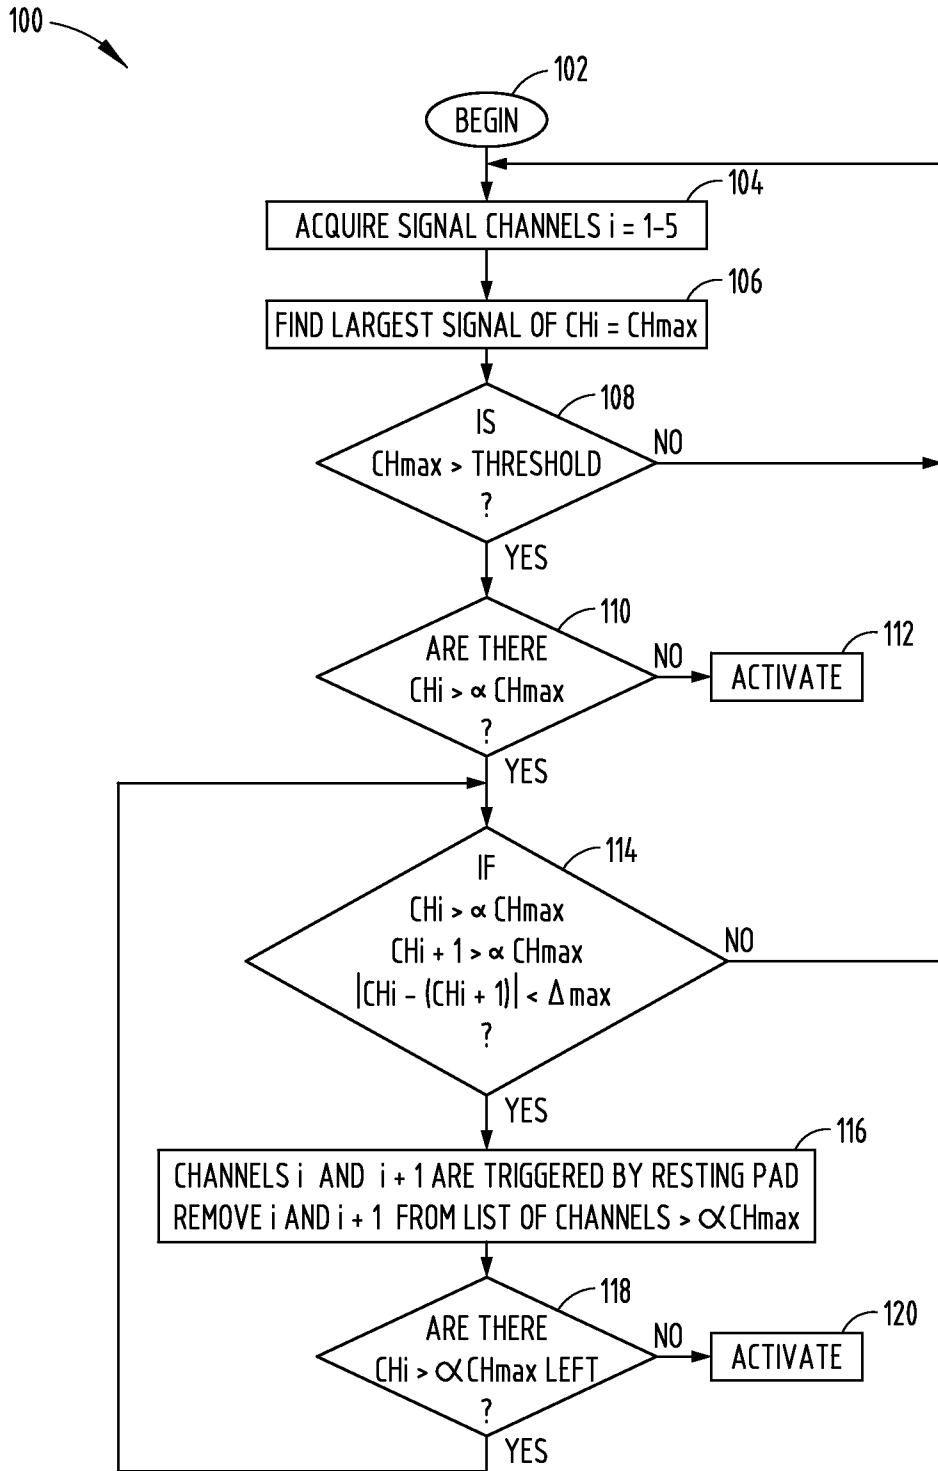 100
102
BEGIN
104
ACQUIRE SIGNAL CHANNELS i = 1-5
106
FIND LARGEST SIGNAL OF CHi = CHmax
108
IS
CHmax > THRESHOLD
?
NO
YES
110
ARE THERE
CHi > ∝ CHmax
?
NO
112
ACTIVATE
YES
114
IF
CHi > ∝ CHmax
CHi + 1 > ∝ CHmax
|CHi - (CHi + 1)| < Δmax
?
NO
YES
116
CHANNELS i AND i + 1 ARE TRIGGERED BY RESTING PAD
REMOVE i AND i + 1 FROM LIST OF CHANNELS > ∝CHmax
118
ARE THERE
CHi > ∝CHmax LEFT
?
NO
120
ACTIVATE
YES